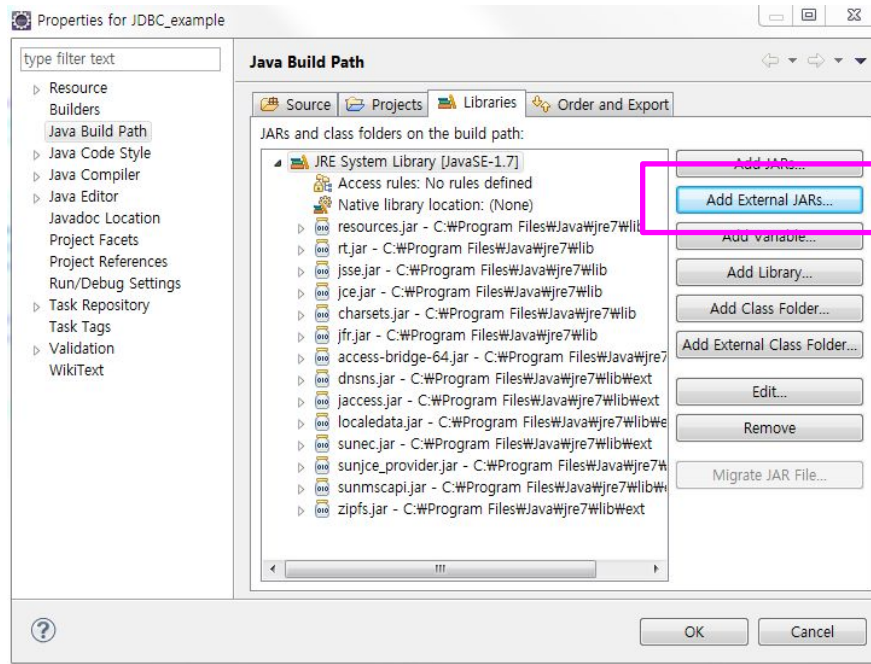 Properties for JDBC_example
type filter text
Resource
Builders
Java Build Path
Java Code Style
Java Compiler
Java Editor
Javadoc Location
Project Facets
Project References
Run/Debug Settings
Task Repository
Task Tags
Validation
WikiText
Java Build Path
Source
Projects
Libraries
Order and Export
JARs and class folders on the build path:
JRE System Library [JavaSE-1.7]
Access rules: No rules defined
Native library location: (None)
resources.jar - C:₩Program Files₩Java₩jre7₩lib
rt.jar - C:₩Program Files₩Java₩jre7₩lib
jsse.jar - C:₩Program Files₩Java₩jre7₩lib
jce.jar - C:₩Program Files₩Java₩jre7₩lib
charsets.jar - C:₩Program Files₩Java₩jre7₩lib
jfr.jar - C:₩Program Files₩Java₩jre7₩lib
access-bridge-64.jar - C:₩Program Files₩Java₩jre7
dnsns.jar - C:₩Program Files₩Java₩jre7₩lib₩ext
jaccess.jar - C:₩Program Files₩Java₩jre7₩lib₩ext
localedata.jar - C:₩Program Files₩Java₩jre7₩lib₩e
sunec.jar - C:₩Program Files₩Java₩jre7₩lib₩ext
sunjce_provider.jar - C:₩Program Files₩Java₩jre7₩
sunmscapi.jar - C:₩Program Files₩Java₩jre7₩lib₩
zipfs.jar - C:₩Program Files₩Java₩jre7₩lib₩ext
Add JARs...
Add External JARs...
Add Variable...
Add Library...
Add Class Folder...
Add External Class Folder...
Edit...
Remove
Migrate JAR File...
OK
Cancel